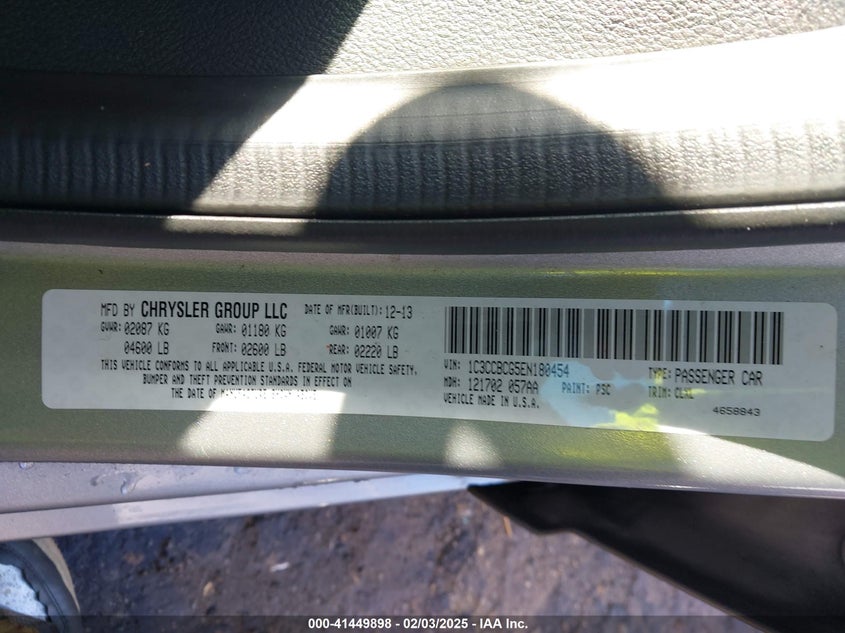 MFD BY CHRYSLER GROUP LLC DATE OF MFR(BUILT):12-13
GVWR: 02087 KG GAWR: 01180 KG GAWR: 01007 KG
04600 LB FRONT: 02600 LB REAR: 02220 LB
THIS VEHICLE CONFORMS TO ALL APPLICABLE U.S.A. FEDERAL MOTOR VEHICLE SAFETY,
BUMPER AND THEFT PREVENTION STANDARDS IN EFFECT ON
THE DATE OF MANUFACTURE SHOWN ABOVE
VIN: 1C3CCBCG5EN180454 TYPE: PASSENGER CAR
MDH: 121702 057AA PAINT: PSC TRIM:
VEHICLE MADE IN U.S.A.
4658843
000-41449898 - 02/03/2025 - IAA Inc.